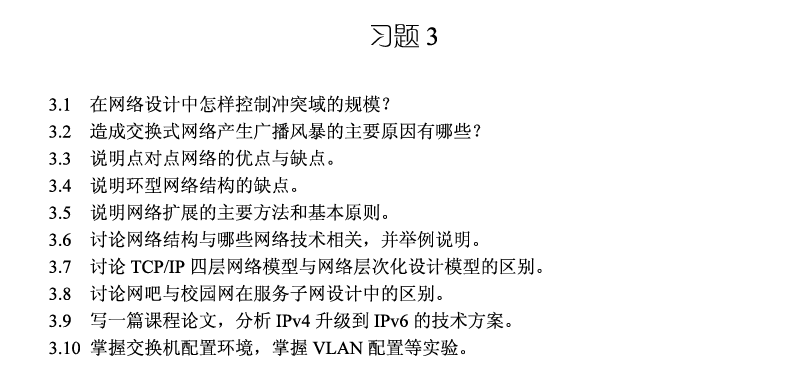 习题 3
3.1 在网络设计中怎样控制冲突域的规模？
3.2 造成交换式网络产生广播风暴的主要原因有哪些？
3.3 说明点对点网络的优点与缺点。
3.4 说明环型网络结构的缺点。
3.5 说明网络扩展的主要方法和基本原则。
3.6 讨论网络结构与哪些网络技术相关，并举例说明。
3.7 讨论 TCP/IP 四层网络模型与网络层次化设计模型的区别。
3.8 讨论网吧与校园网在服务子网设计中的区别。
3.9 写一篇课程论文，分析 IPv4 升级到 IPv6 的技术方案。
3.10 掌握交换机配置环境，掌握 VLAN 配置等实验。